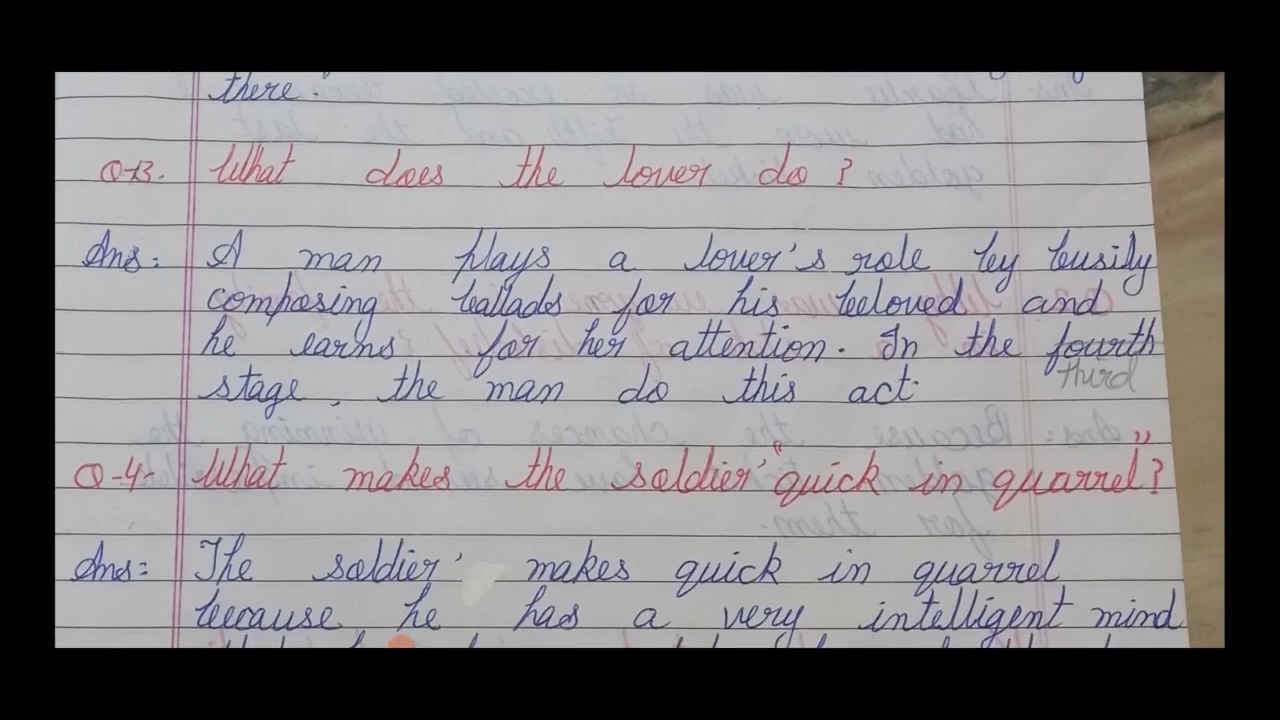 there.
Q-3. What does the lover do ?
Ans: A man plays a lover's role by busily
composing ballads for his beloved and
he earns for her attention. In the fourth
third
stage, the man do this act.
Q-4- What makes the soldier' "quick in quarrel"?
Ans: The soldier' makes quick in quarrel
because he has a very intelligent mind